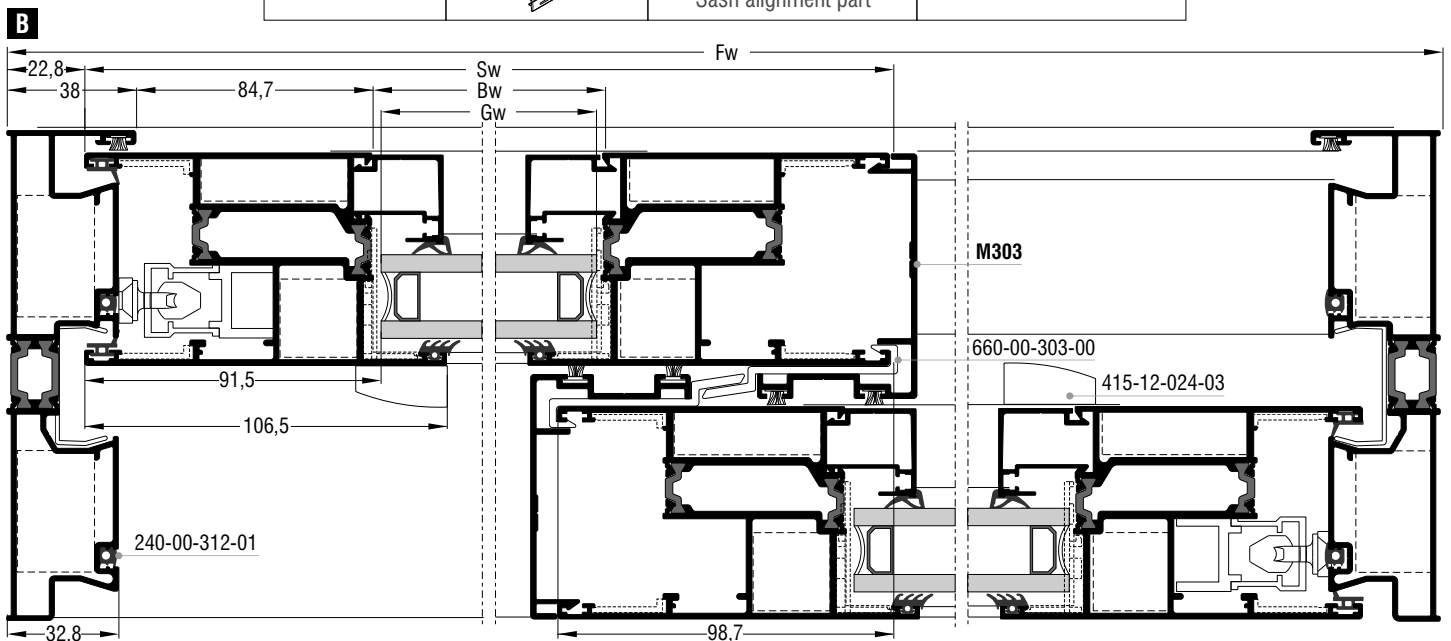 Sash alignment part
B
Fw
22,8
Sw
38
84,7
Bw
Gw
M303
660-00-303-00
91,5
415-12-024-03
106,5
240-00-312-01
32,8
98,7